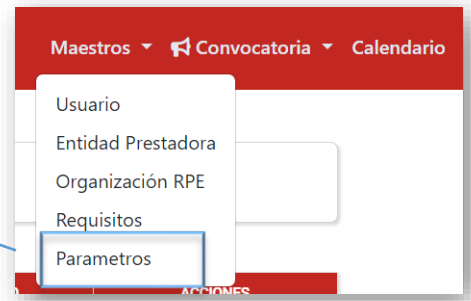 Maestros Convocatoria Calendario
Usuario
Entidad Prestadora
Organización RPE
Requisitos
Parametros
ACCIONES